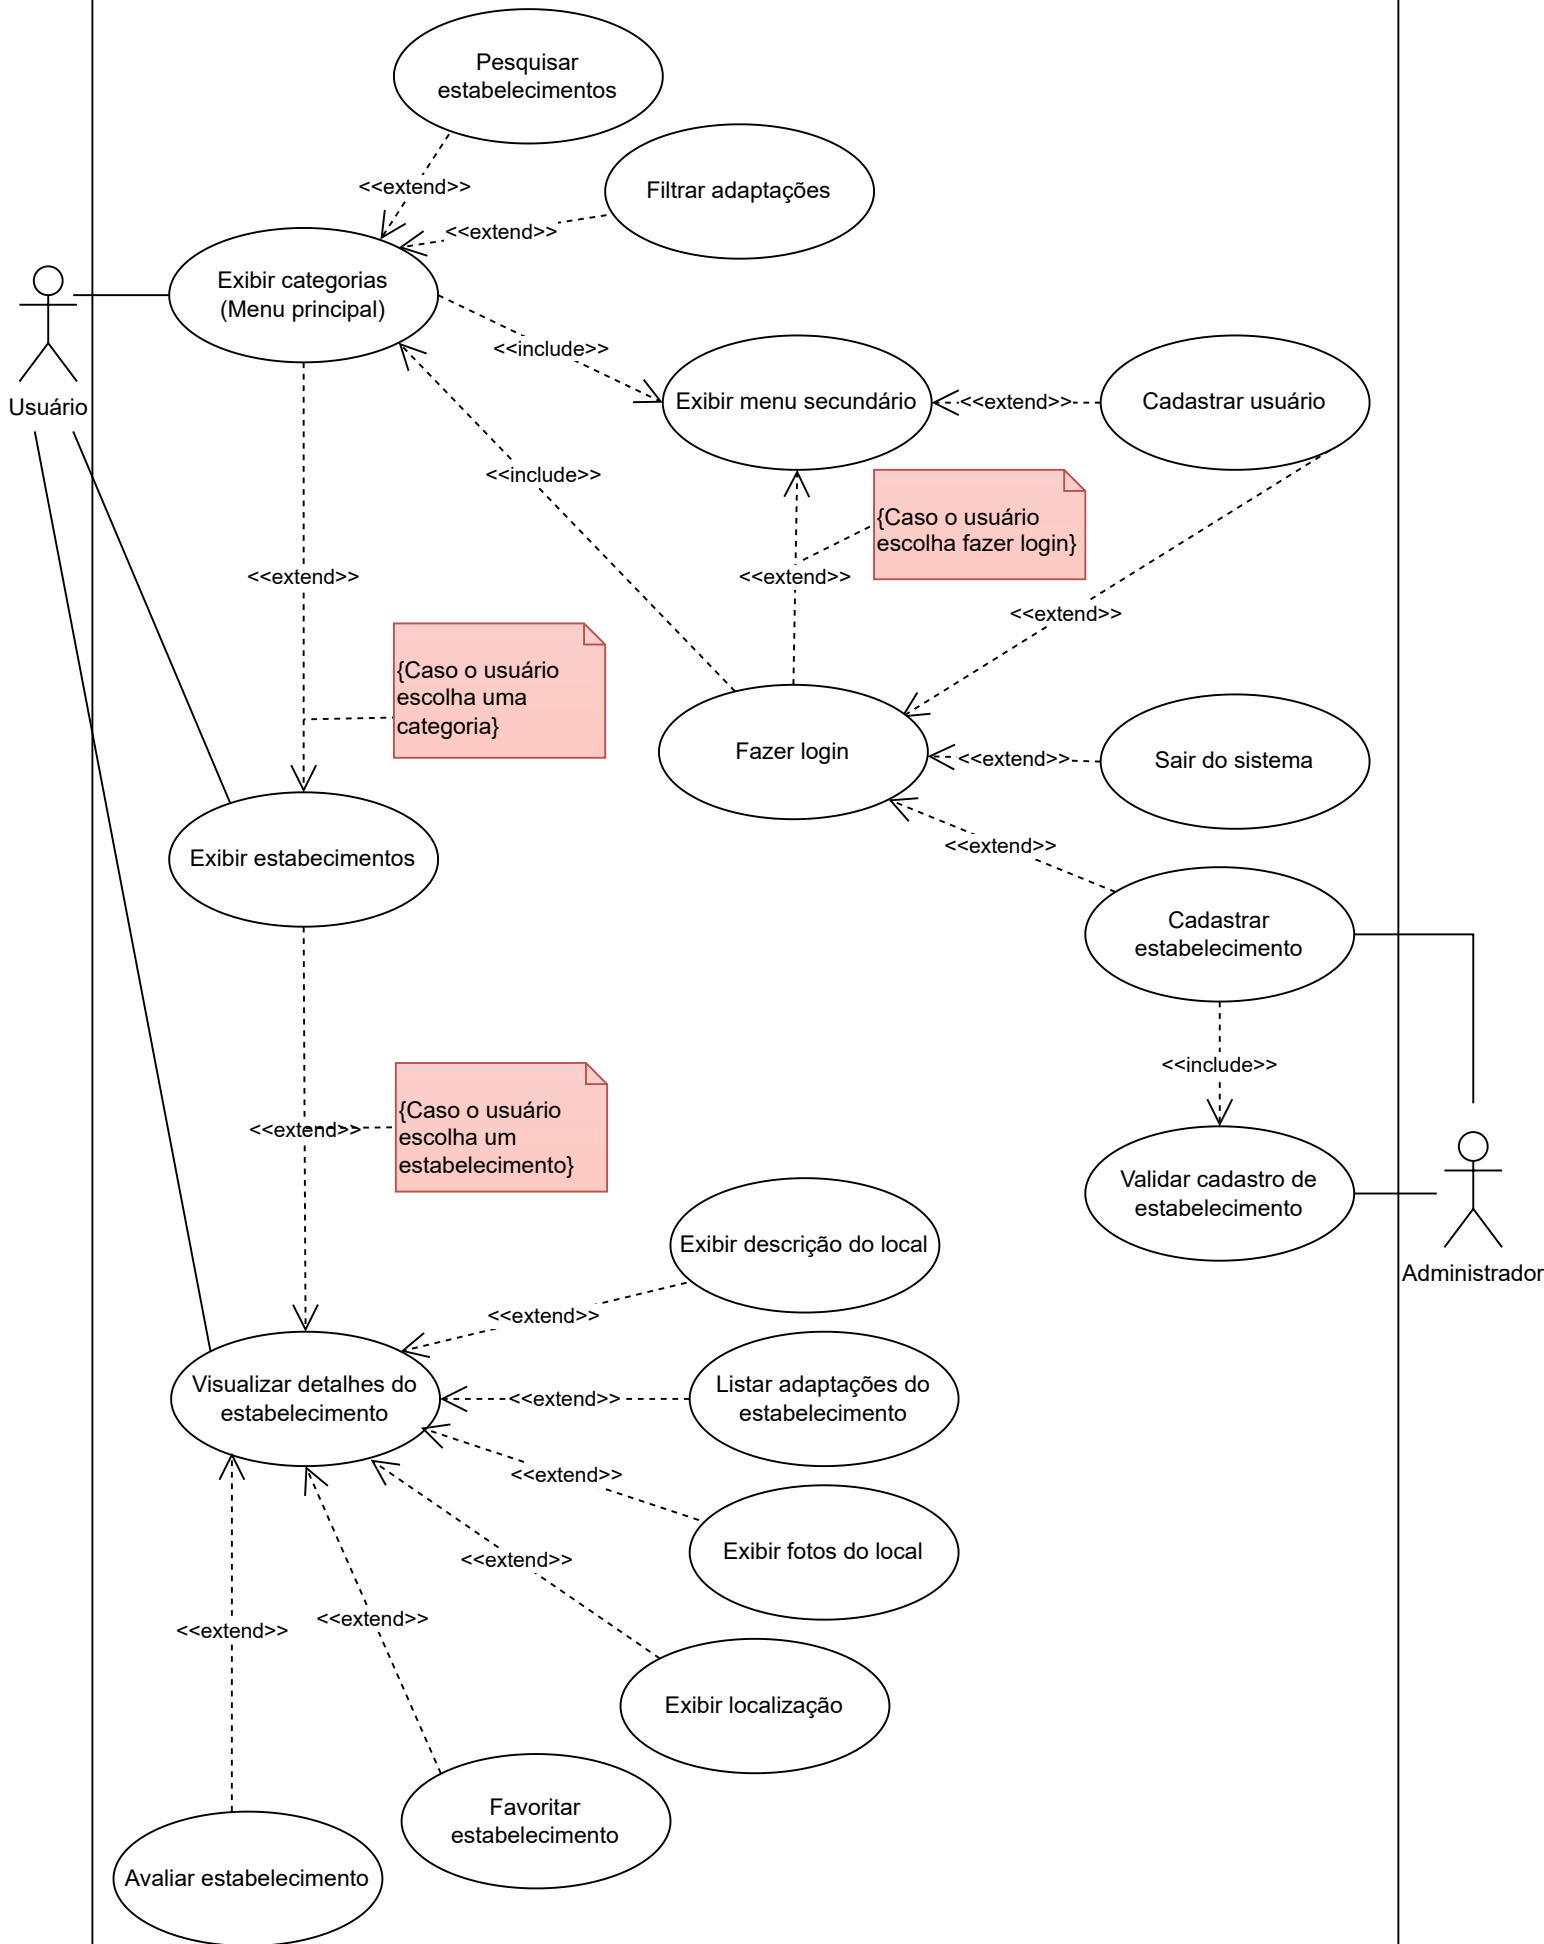 Pesquisar
estabelecimentos
<<extend>>
Filtrar adaptações
<<extend>>
Exibir categorias
(Menu principal)
Usuário
<<include>>
Exibir menu secundário
<<extend>>
Cadastrar usuário
<<include>>
{Caso o usuário
escolha fazer login}
<<extend>>
<<extend>>
<<extend>>
{Caso o usuário
escolha uma
categoria}
Fazer login
<<extend>>
Sair do sistema
<<extend>>
Exibir estabecimentos
Cadastrar
estabelecimento
<<include>>
{Caso o usuário
escolha um
estabelecimento}
<<extend>>
Validar cadastro de
estabelecimento
Administrador
Exibir descrição do local
<<extend>>
Visualizar detalhes do
estabelecimento
<<extend>>
Listar adaptações do
estabelecimento
<<extend>>
Exibir fotos do local
<<extend>>
<<extend>>
<<extend>>
Exibir localização
Favoritar
estabelecimento
Avaliar estabelecimento